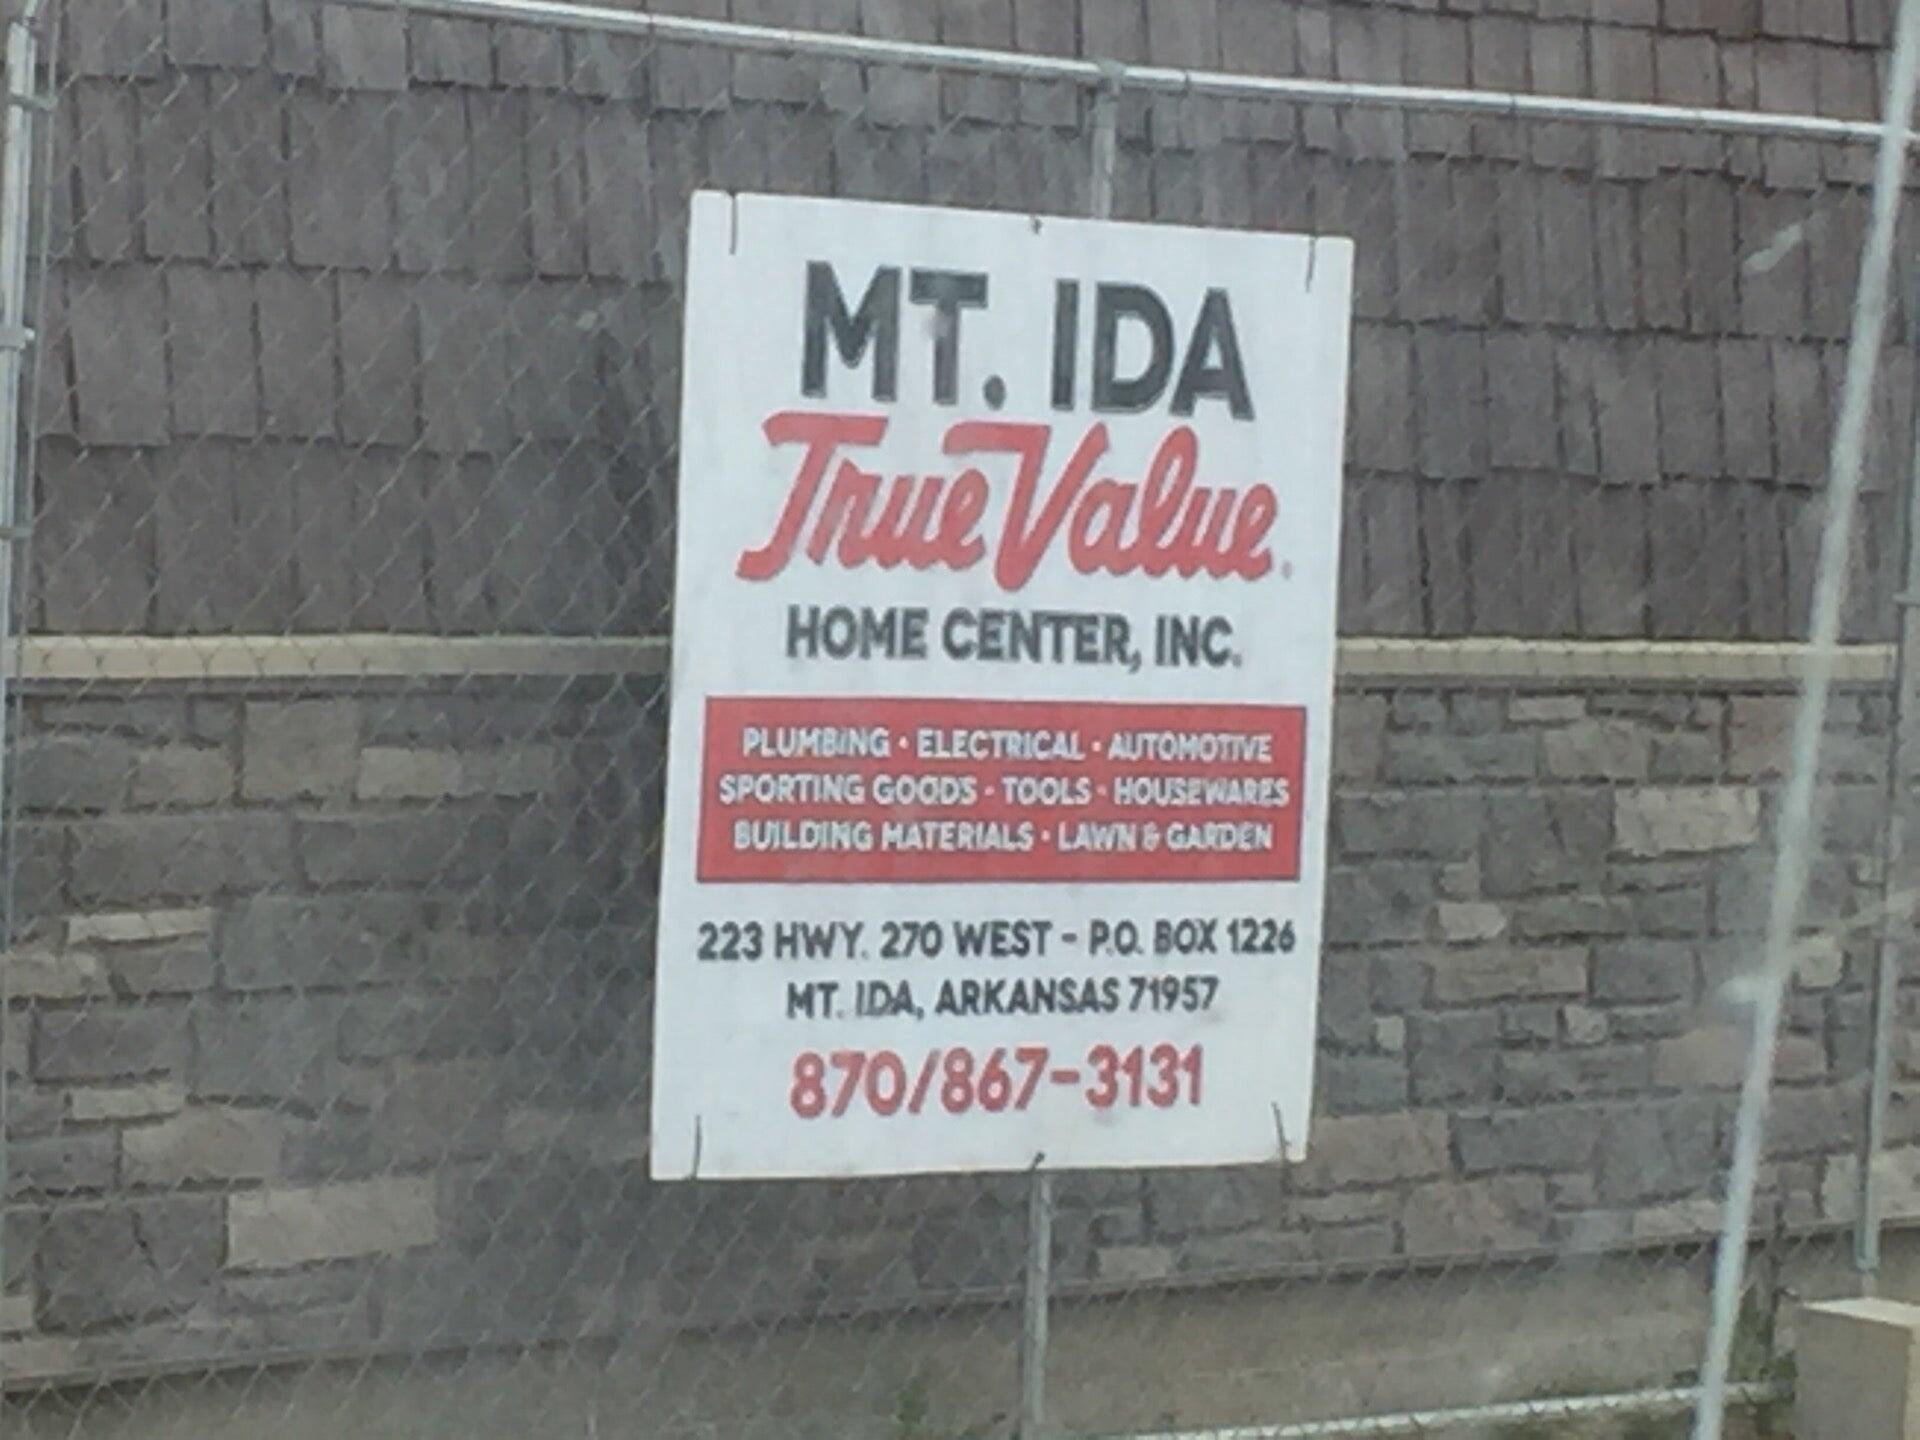 MT. IDA
True Value.
HOME CENTER, INC.
PLUMBING · ELECTRICAL · AUTOMOTIVE
SPORTING GOODS · TOOLS · HOUSEWARES
BUILDING MATERIALS · LAWN & GARDEN
223 HWY. 270 WEST - P.O. BOX 1226
MT. IDA, ARKANSAS 71957
870/867-3131